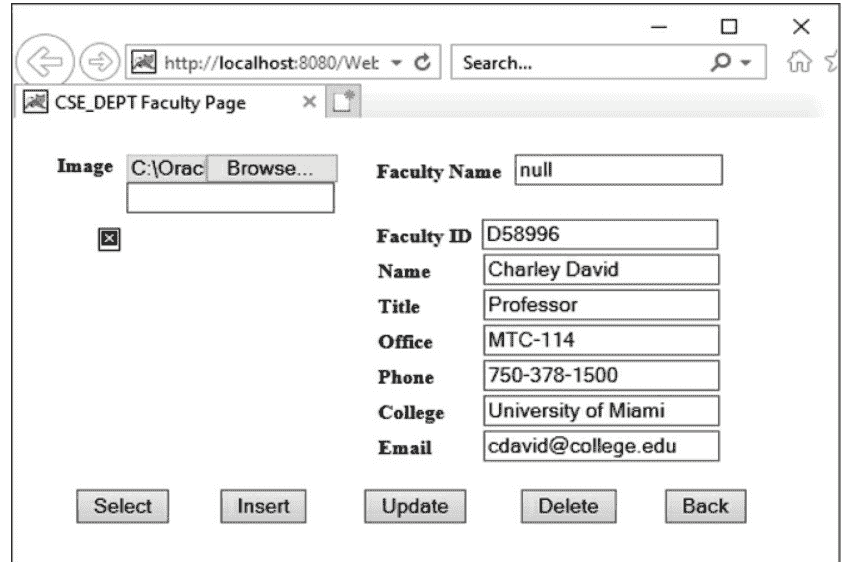 http://localhost:8080/Wet Search...
CSE_DEPT Faculty Page
Image C:\Orac Browse... Faculty Name null
Faculty ID D58996
Name Charley David
Title Professor
Office MTC-114
Phone 750-378-1500
College University of Miami
Email cdavid@college.edu
Select Insert Update Delete Back